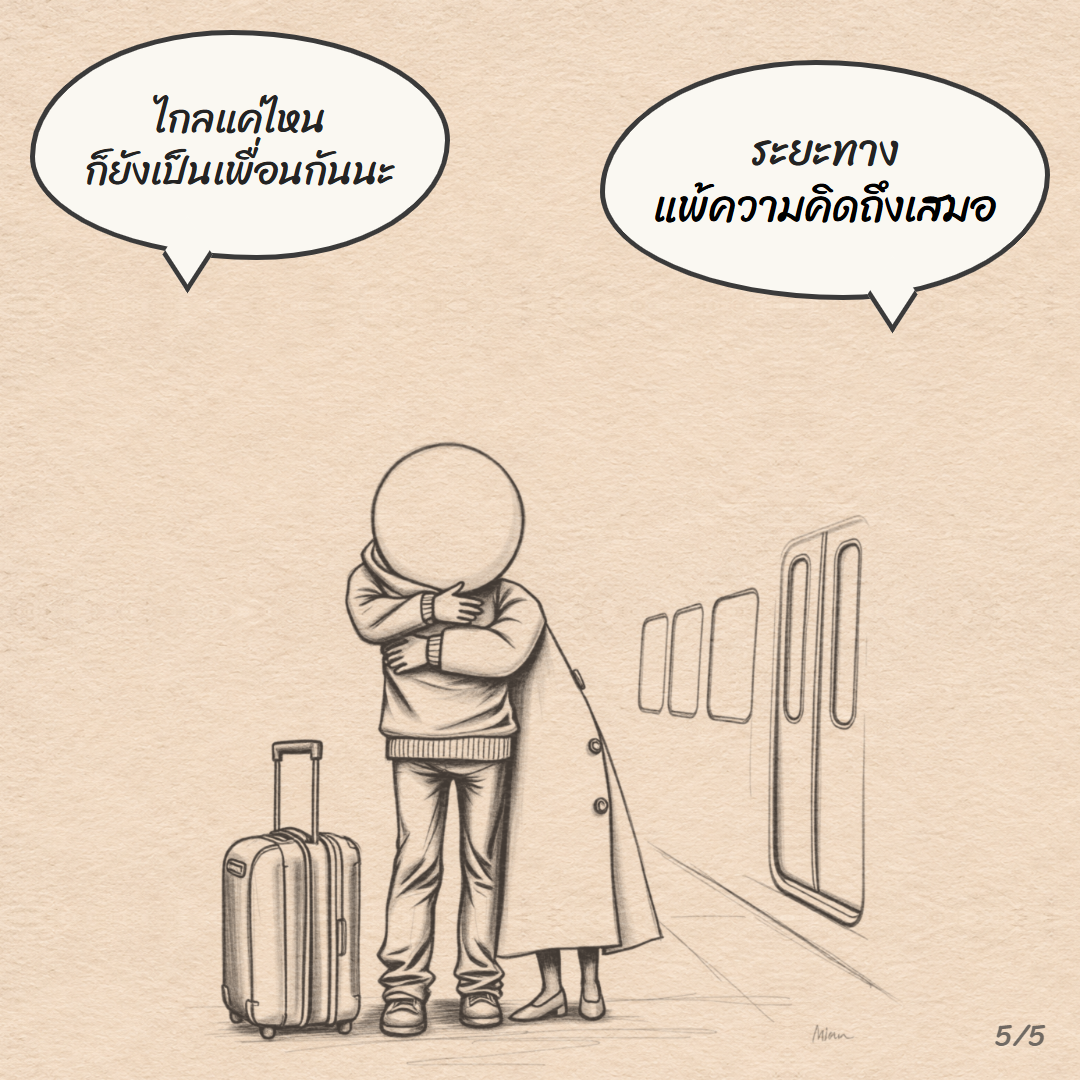 ไกลแค่ไหน
ก็ยังเป็นเพื่อนกันนะ
ระยะทาง
แพ้ความคิดถึงเสมอ
5/5